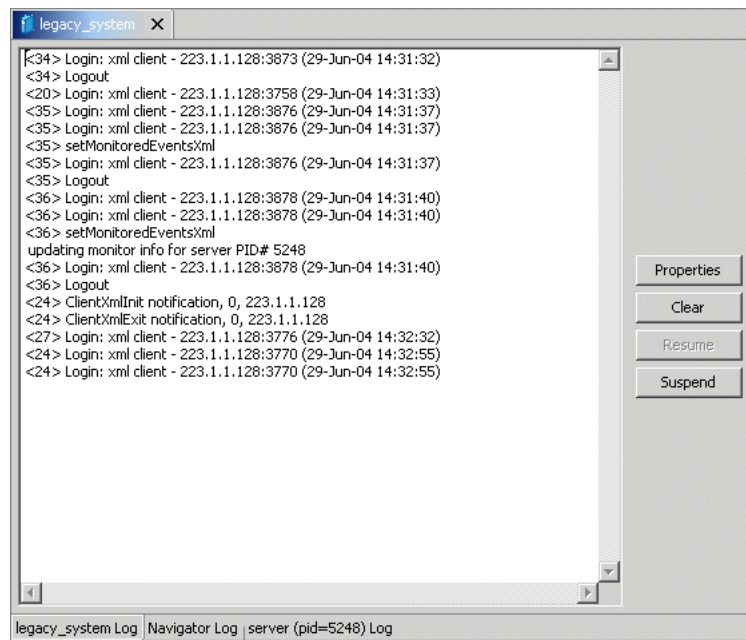 legacy_system
<34> Login: xml client - 223.1.1.128:3873 (29-Jun-04 14:31:32)
<34> Logout
<20> Login: xml client - 223.1.1.128:3758 (29-Jun-04 14:31:33)
<35> Login: xml client - 223.1.1.128:3876 (29-Jun-04 14:31:37)
<35> Login: xml client - 223.1.1.128:3876 (29-Jun-04 14:31:37)
<35> setMonitoredEventsXml
<35> Login: xml client - 223.1.1.128:3876 (29-Jun-04 14:31:37)
<35> Logout
<36> Login: xml client - 223.1.1.128:3878 (29-Jun-04 14:31:40)
<36> Login: xml client - 223.1.1.128:3878 (29-Jun-04 14:31:40)
<36> setMonitoredEventsXml
updating monitor info for server PID# 5248
<36> Login: xml client - 223.1.1.128:3878 (29-Jun-04 14:31:40)
<36> Logout
<24> ClientXmlInit notification, 0, 223.1.1.128
<24> ClientXmlExit notification, 0, 223.1.1.128
<27> Login: xml client - 223.1.1.128:3776 (29-Jun-04 14:32:32)
<24> Login: xml client - 223.1.1.128:3770 (29-Jun-04 14:32:55)
<24> Login: xml client - 223.1.1.128:3770 (29-Jun-04 14:32:55)
Properties
Clear
Resume
Suspend
legacy_system Log Navigator Log server (pid=5248) Log